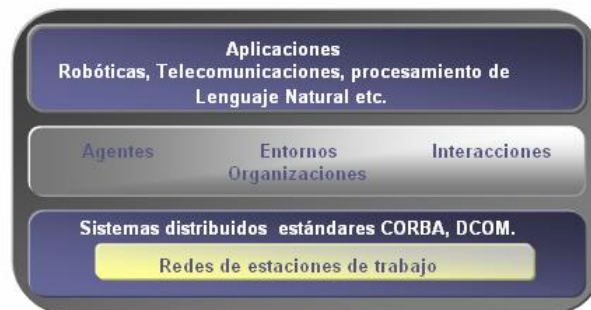 Aplicaciones
Robóticas, Telecomunicaciones, procesamiento de
Lenguaje Natural etc.
Agentes Entornos Interacciones
Organizaciones
Sistemas distribuidos estándares CORBA, DCOM.
Redes de estaciones de trabajo